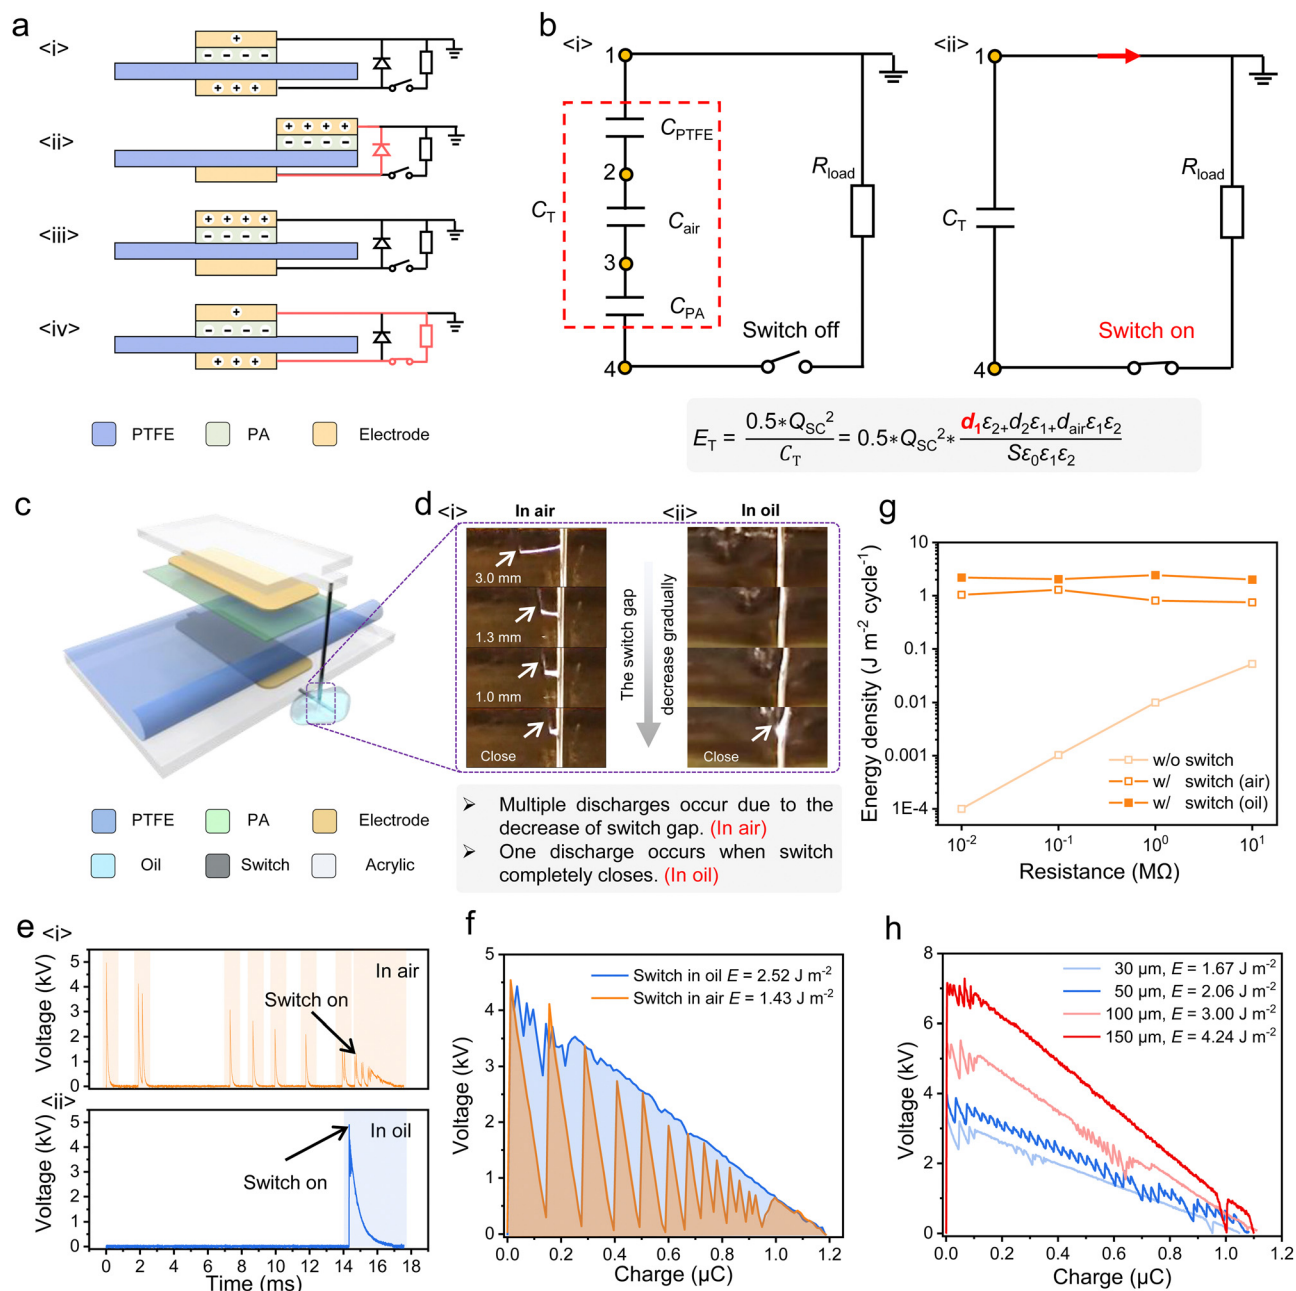 a
<i>
+
- - - -
+ + +
<ii>
+ + + +
- - - -
<iii>
+ + + +
- - - -
<iv>
+
- - - -
+ + +
PTFE PA Electrode
b
<i>
1
C_PTFE
2
C_T
C_air
R_load
3
C_PA
Switch off
4
<ii>
1
R_load
C_T
Switch on
4
E_T = 0.5*Q_SC^2 / C_T = 0.5*Q_SC^2* d_1ε_2+d_2ε_1+d_airε_1ε_2 / Sε_0ε_1ε_2
c
PTFE PA Electrode
Oil Switch Acrylic
d
<i> In air
3.0 mm
1.3 mm
1.0 mm
Close
The switch gap
decrease gradually
<ii> In oil
Close
➢ Multiple discharges occur due to the
decrease of switch gap. (In air)
➢ One discharge occurs when switch
completely closes. (In oil)
e
<i>
Voltage (kV)
5
4
3
2
1
0
In air
Switch on
<ii>
Voltage (kV)
5
4
3
2
1
0
In oil
Switch on
0 2 4 6 8 10 12 14 16 18
Time (ms)
f
Voltage (kV)
5
4
3
2
1
0
Switch in oil E = 2.52 J m-2
Switch in air E = 1.43 J m-2
0.0 0.2 0.4 0.6 0.8 1.0 1.2
Charge (μC)
g
Energy density (J m-2 cycle-1)
10
1
0.1
0.01
0.001
1E-4
w/o switch
w/ switch (air)
w/ switch (oil)
10-2 10-1 100 101
Resistance (MΩ)
h
Voltage (kV)
8
6
4
2
0
30 μm, E = 1.67 J m-2
50 μm, E = 2.06 J m-2
100 μm, E = 3.00 J m-2
150 μm, E = 4.24 J m-2
0.0 0.2 0.4 0.6 0.8 1.0 1.2
Charge (μC)